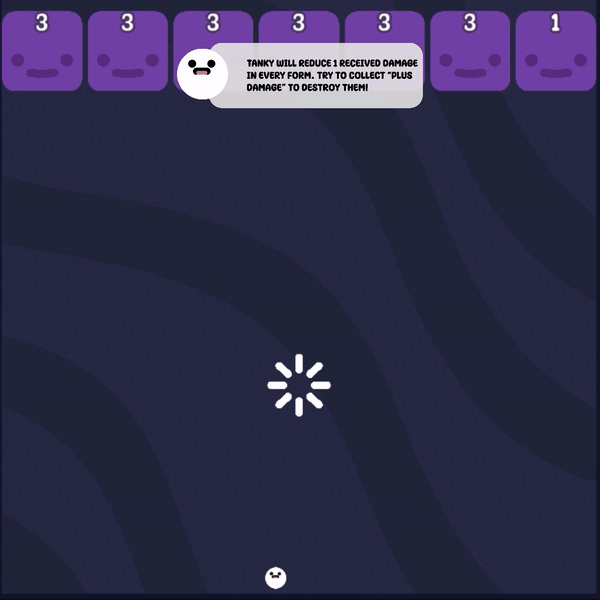 3 3 3 3 3 3 1
TANKY WILL REDUCE 1 RECEIVED DAMAGE
IN EVERY FORM. TRY TO COLLECT "PLUS
DAMAGE" TO DESTROY THEM!